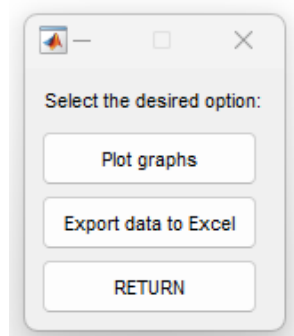 Select the desired option:
Plot graphs
Export data to Excel
RETURN